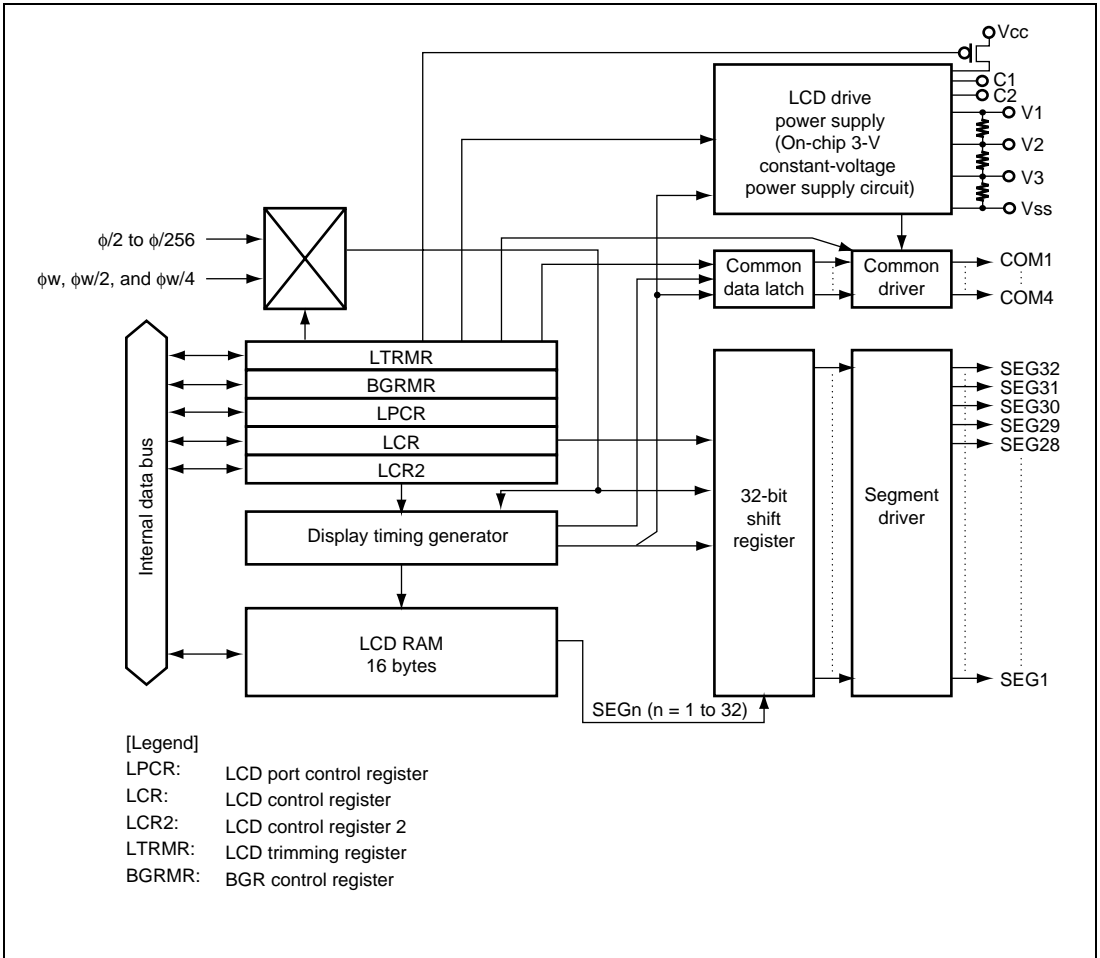 Vcc
C1
C2
V1
V2
V3
Vss
LCD drive
power supply
(On-chip 3-V
constant-voltage
power supply circuit)
ϕ/2 to ϕ/256
ϕw, ϕw/2, and ϕw/4
Common
data latch
Common
driver
COM1
COM4
Internal data bus
LTRMR
BGRMR
LPCR
LCR
LCR2
Display timing generator
LCD RAM
16 bytes
32-bit
shift
register
Segment
driver
SEG32
SEG31
SEG30
SEG29
SEG28
SEG1
SEGn (n = 1 to 32)
[Legend]
LPCR: LCD port control register
LCR: LCD control register
LCR2: LCD control register 2
LTRMR: LCD trimming register
BGRMR: BGR control register